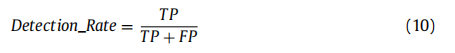 Detection_Rate = TP / (TP + FP) (10)